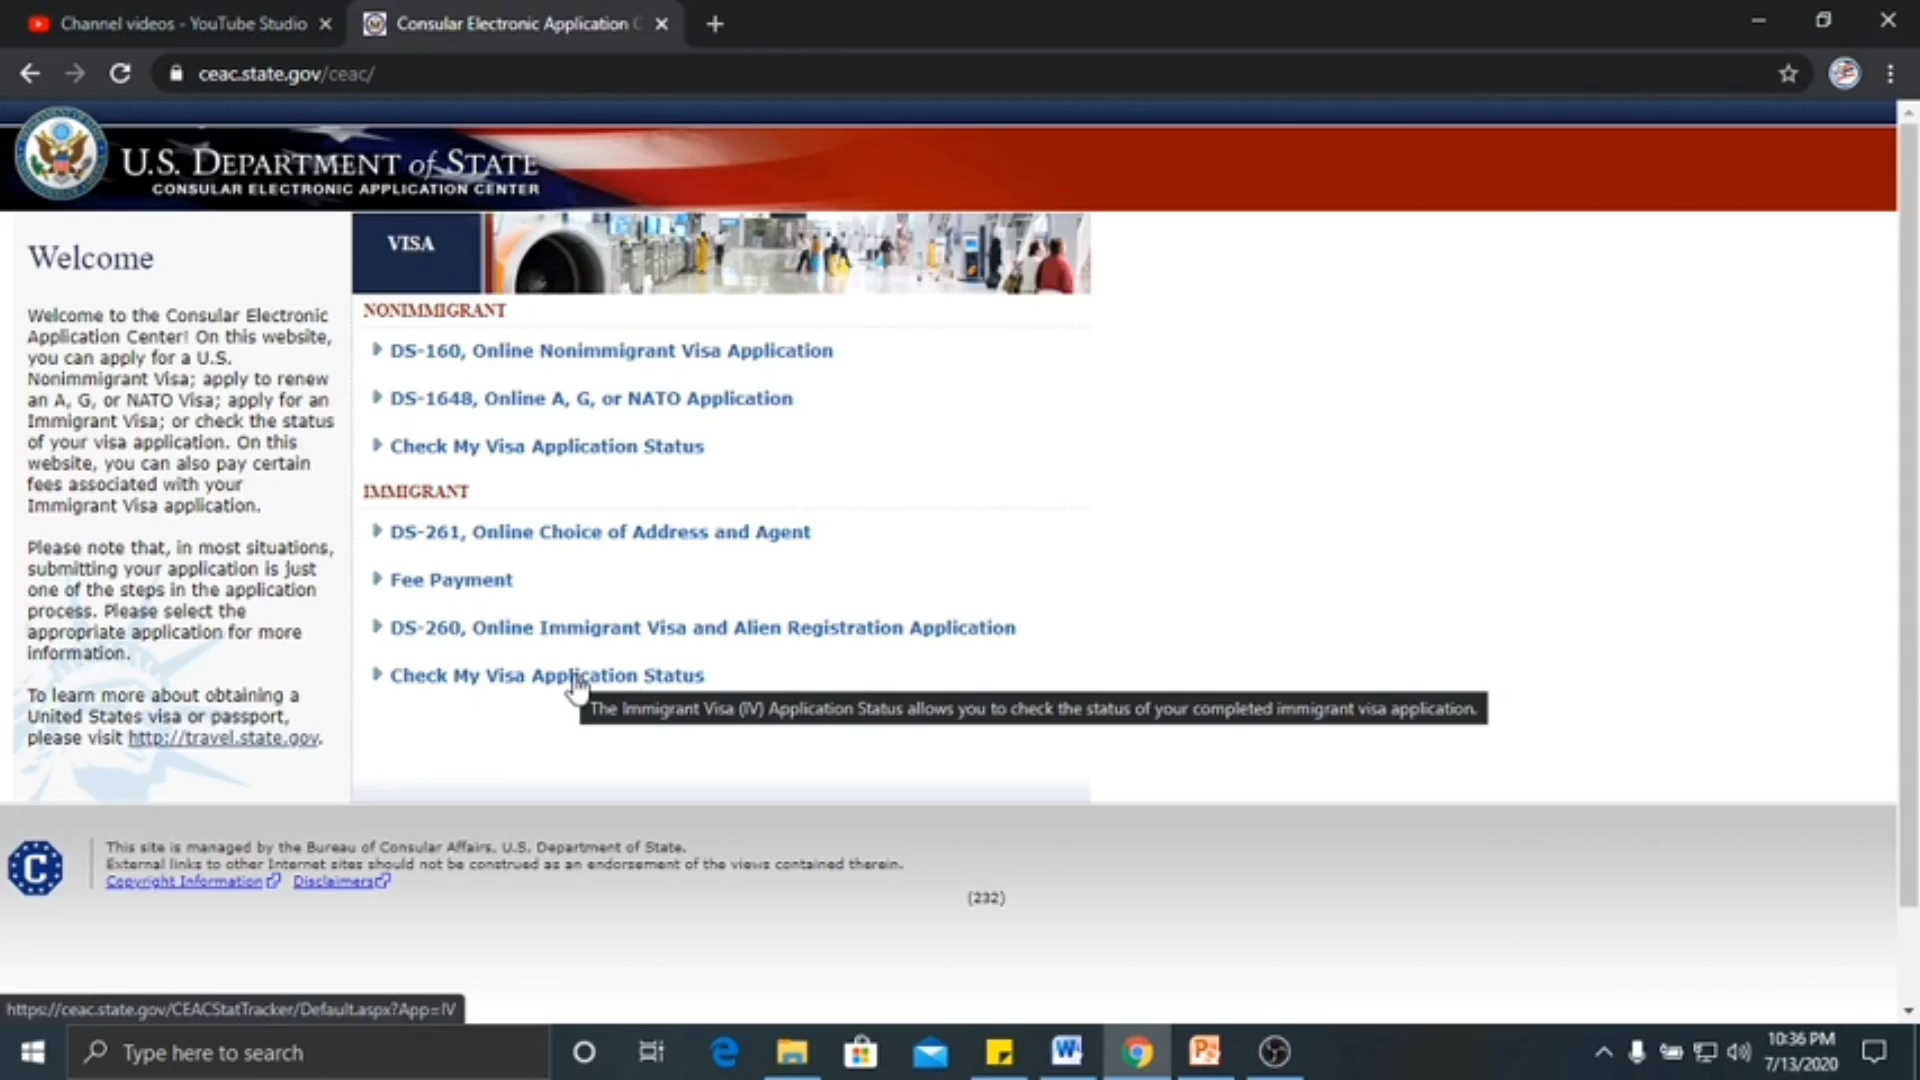 Channel videos - YouTube Studio
Consular Electronic Application C
ceac.state.gov/ceac/
U.S. DEPARTMENT of STATE
CONSULAR ELECTRONIC APPLICATION CENTER
Welcome
Welcome to the Consular Electronic
Application Center! On this website,
you can apply for a U.S.
Nonimmigrant Visa; apply to renew
an A, G, or NATO Visa; apply for an
Immigrant Visa; or check the status
of your visa application. On this
website, you can also pay certain
fees associated with your
Immigrant Visa application.
Please note that, in most situations,
submitting your application is just
one of the steps in the application
process. Please select the
appropriate application for more
information.
To learn more about obtaining a
United States visa or passport,
please visit http://travel.state.gov.
VISA
NONIMMIGRANT
DS-160, Online Nonimmigrant Visa Application
DS-1648, Online A, G, or NATO Application
Check My Visa Application Status
IMMIGRANT
DS-261, Online Choice of Address and Agent
Fee Payment
DS-260, Online Immigrant Visa and Alien Registration Application
Check My Visa Application Status
The Immigrant Visa (IV) Application Status allows you to check the status of your completed immigrant visa application.
This site is managed by the Bureau of Consular Affairs, U.S. Department of State.
External links to other Internet sites should not be construed as an endorsement of the views contained therein.
Copyright Information Disclaimers
(232)
https://ceac.state.gov/CEACStatTracker/Default.aspx?App=IV
Type here to search
10:36 PM
7/13/2020